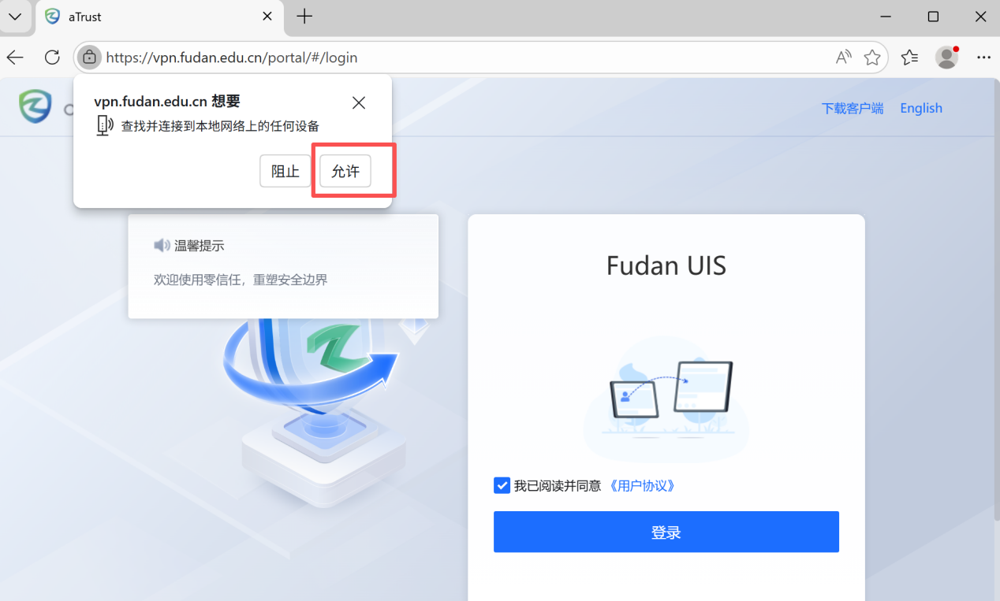 aTrust
https://vpn.fudan.edu.cn/portal/#/login
vpn.fudan.edu.cn 想要
查找并连接到本地网络上的任何设备
阻止
允许
下载客户端
English
温馨提示
欢迎使用零信任，重塑安全边界
Fudan UIS
我已阅读并同意 《用户协议》
登录